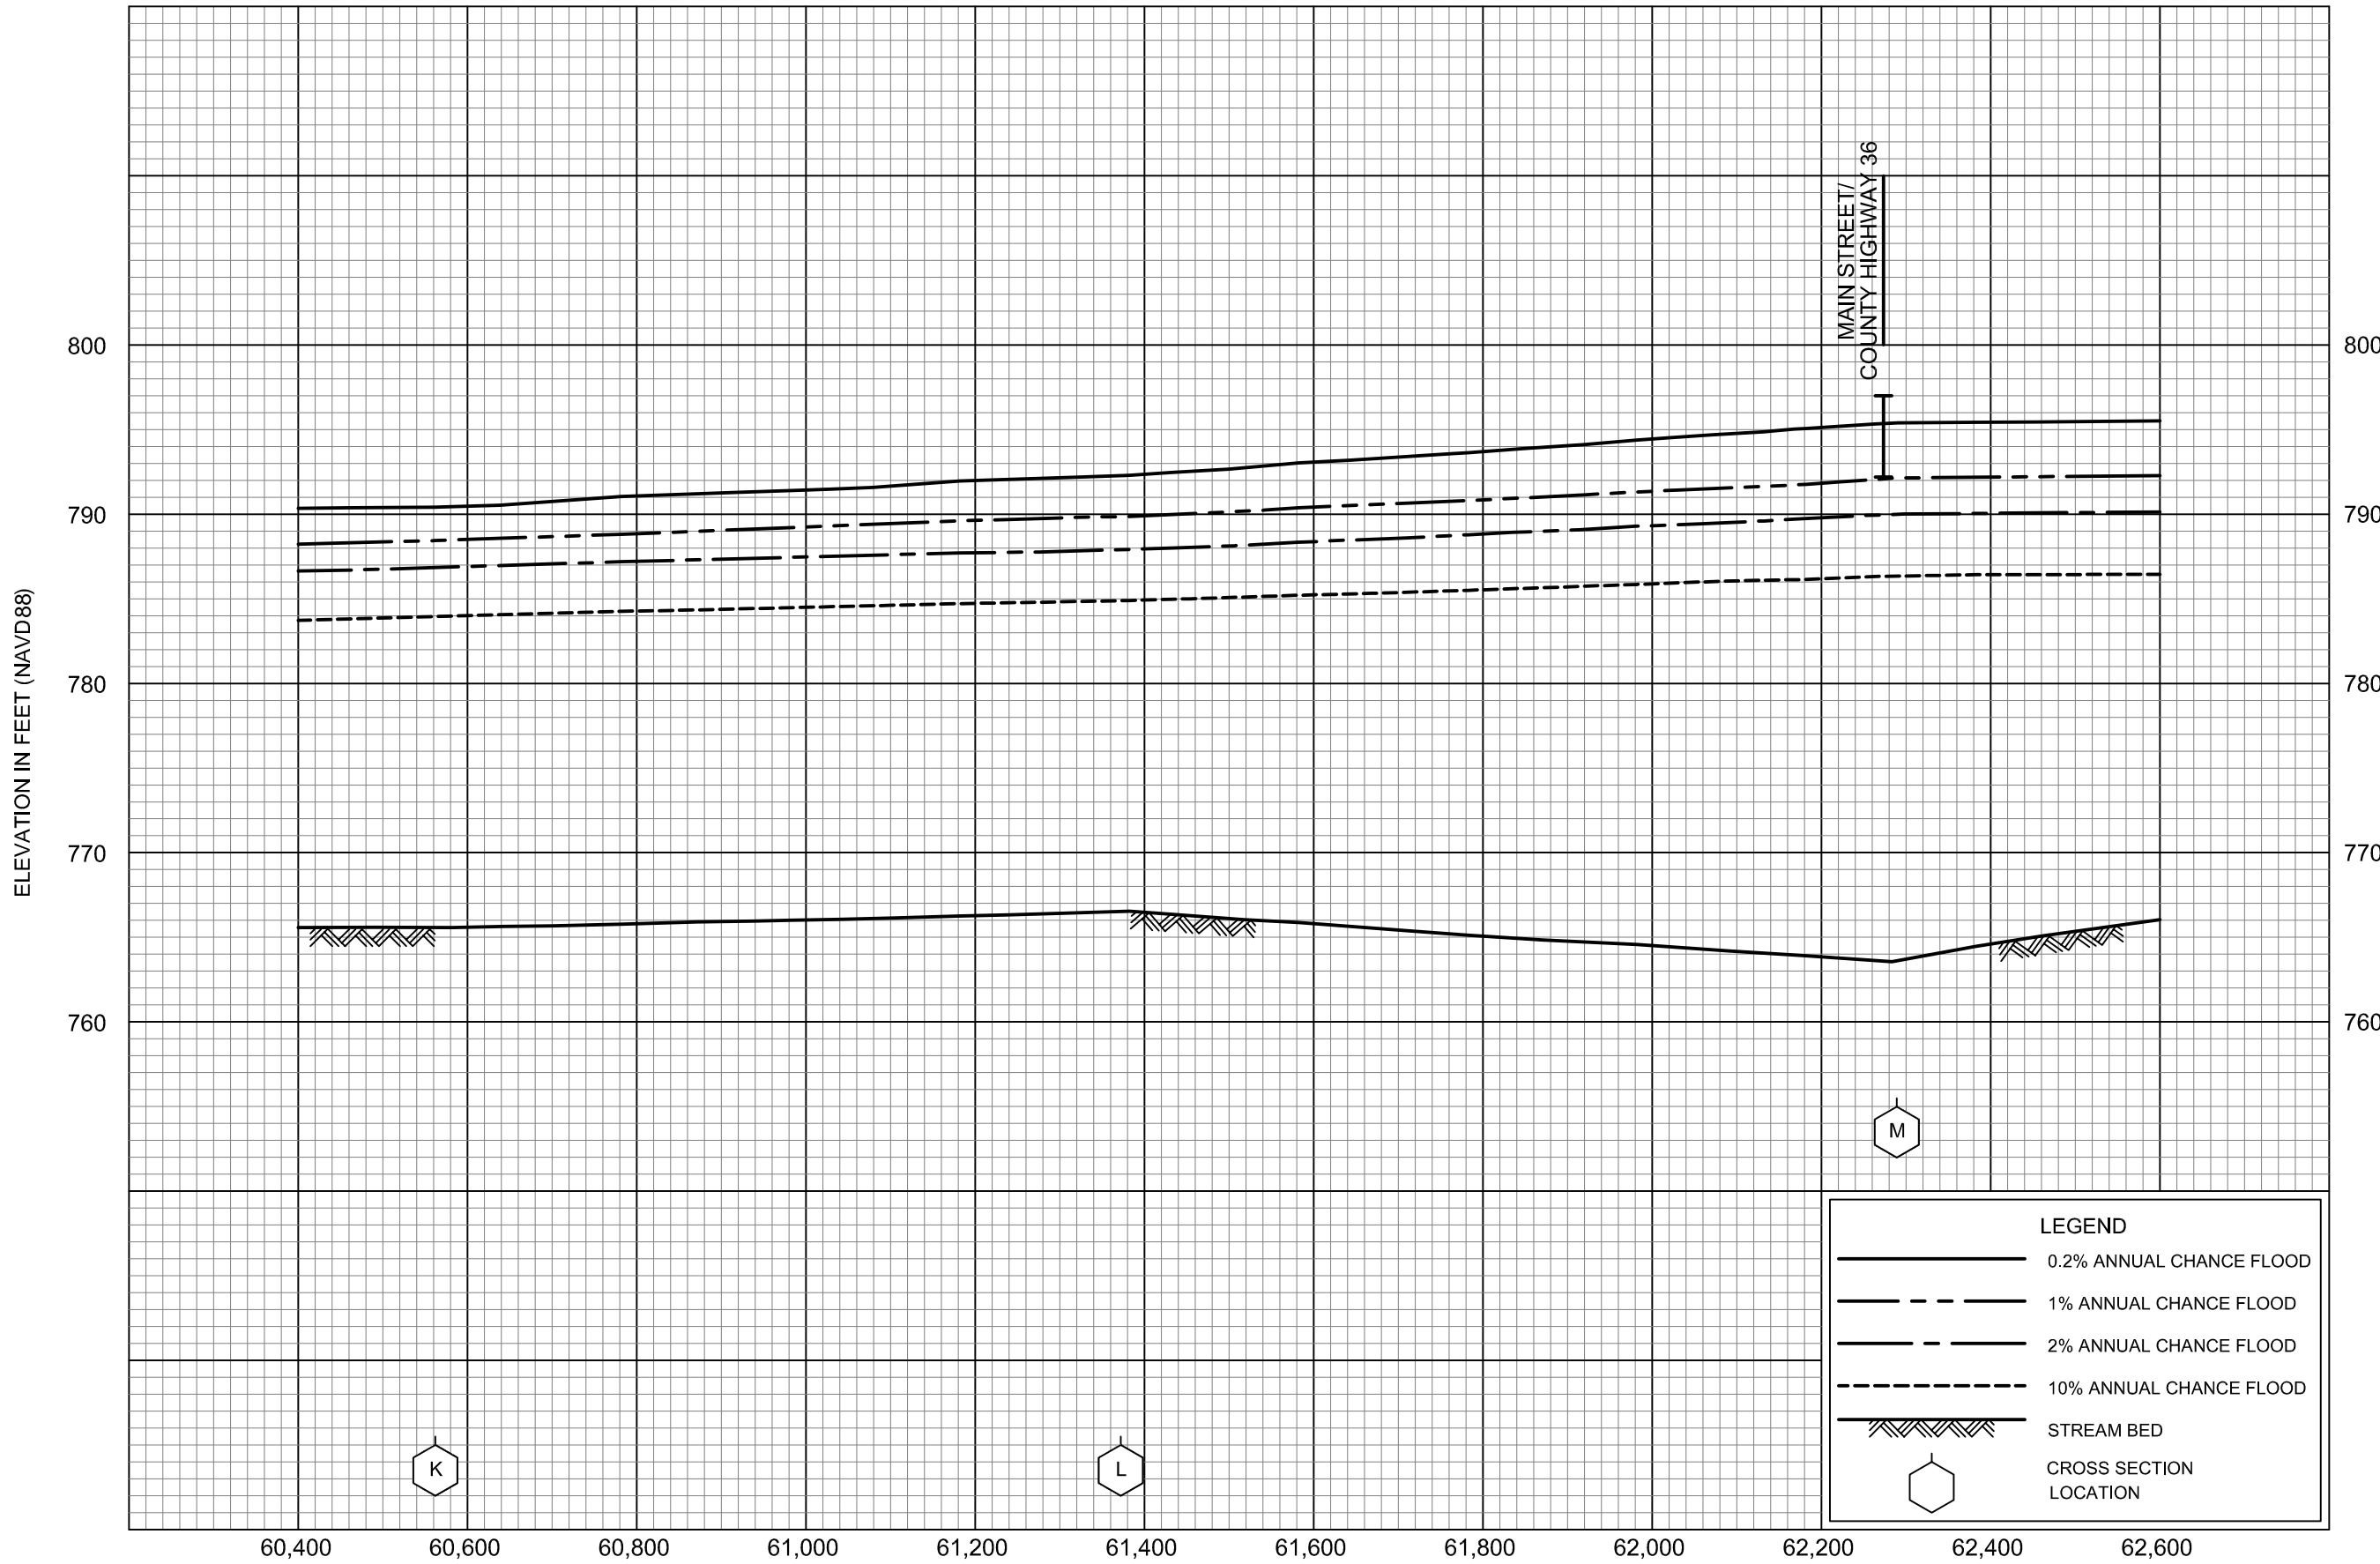 MAIN STREET/
COUNTY HIGHWAY 36
ELEVATION IN FEET (NAVD88)
800
800
790
790
780
780
770
770
760
760
M
K
L
LEGEND
0.2% ANNUAL CHANCE FLOOD
1% ANNUAL CHANCE FLOOD
2% ANNUAL CHANCE FLOOD
10% ANNUAL CHANCE FLOOD
STREAM BED
CROSS SECTION
LOCATION
60,400 60,600 60,800 61,000 61,200 61,400 61,600 61,800 62,000 62,200 62,400 62,600